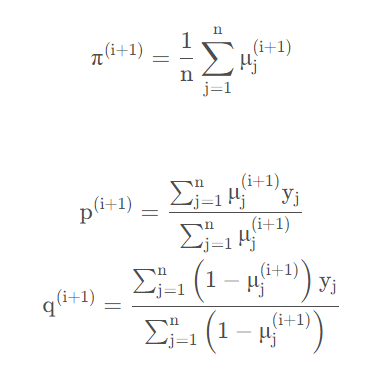 π^(i+1) = 1/n ∑_{j=1}^{n} μ_j^(i+1)
p^(i+1) = ∑_{j=1}^{n} μ_j^(i+1) y_j / ∑_{j=1}^{n} μ_j^(i+1)
q^(i+1) = ∑_{j=1}^{n} (1 − μ_j^(i+1)) y_j / ∑_{j=1}^{n} (1 − μ_j^(i+1))